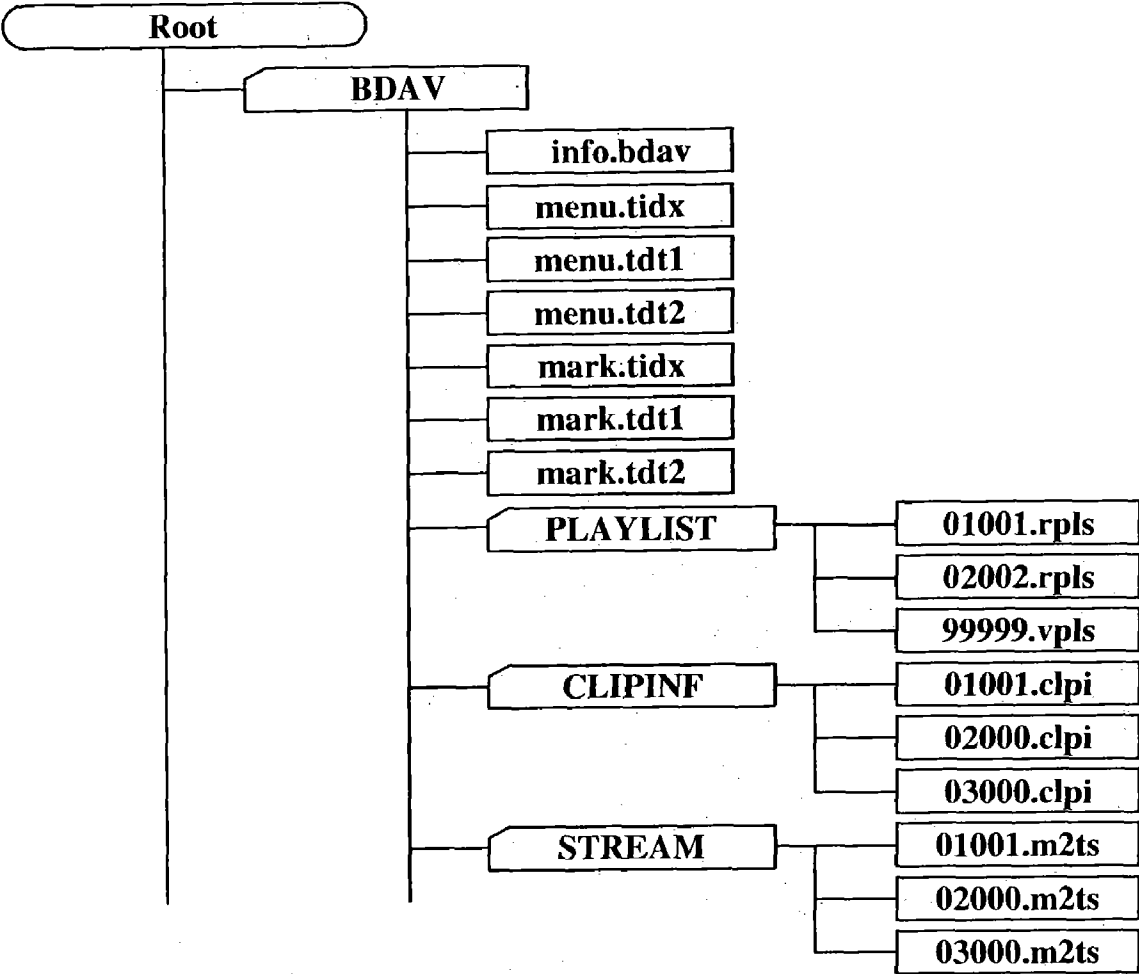 Root
BDAV
info.bdav
menu.tidx
menu.tdt1
menu.tdt2
mark.tidx
mark.tdt1
mark.tdt2
PLAYLIST
01001.rpls
02002.rpls
99999.vpls
CLIPINF
01001.clpi
02000.clpi
03000.clpi
STREAM
01001.m2ts
02000.m2ts
03000.m2ts